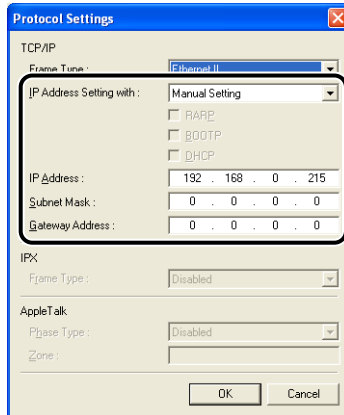 Protocol Settings
TCP/IP
Frame Type : Ethernet II
IP Address Setting with : Manual Setting
RARP
BOOTP
DHCP
IP Address : 192 . 168 . 0 . 215
Subnet Mask : 0 . 0 . 0 . 0
Gateway Address : 0 . 0 . 0 . 0
IPX
Frame Type : Disabled
AppleTalk
Phase Type : Disabled
Zone :
OK Cancel